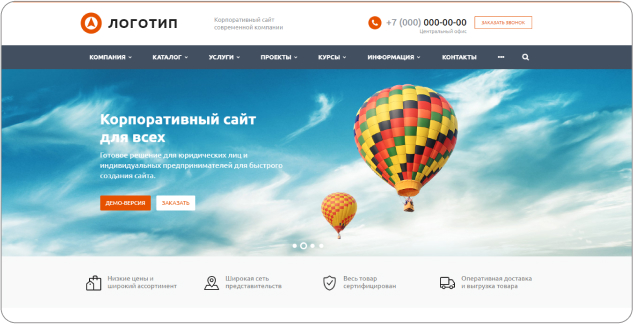 ЛОГОТИП
Корпоративный сайт
современной компании
+7 (000) 000-00-00
Центральный офис
ЗАКАЗАТЬ ЗВОНОК
КОМПАНИЯ КАТАЛОГ УСЛУГИ ПРОЕКТЫ КУРСЫ ИНФОРМАЦИЯ КОНТАКТЫ
Корпоративный сайт
для всех
Готовое решение для юридических лиц и
индивидуальных предпринимателей для быстрого
создания сайта.
ДЕМО-ВЕРСИЯ ЗАКАЗАТЬ
Низкие цены и
широкий ассортимент
Широкая сеть
представительств
Весь товар
сертифицирован
Оперативная доставка
и выгрузка товара